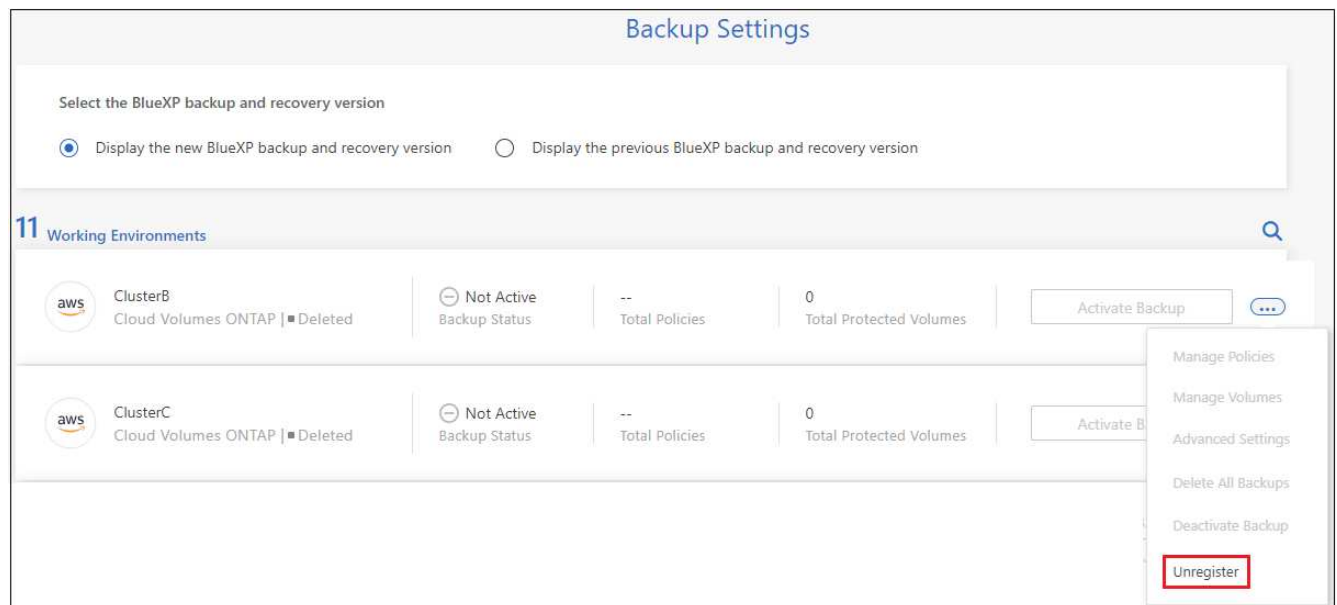 Backup Settings
Select the BlueXP backup and recovery version
Display the new BlueXP backup and recovery version
Display the previous BlueXP backup and recovery version
11 Working Environments
aws
ClusterB
Cloud Volumes ONTAP | Deleted
Not Active
Backup Status
--
Total Policies
0
Total Protected Volumes
Activate Backup
...
aws
ClusterC
Cloud Volumes ONTAP | Deleted
Not Active
Backup Status
--
Total Policies
0
Total Protected Volumes
Activate B
Manage Policies
Manage Volumes
Advanced Settings
Delete All Backups
Deactivate Backup
Unregister